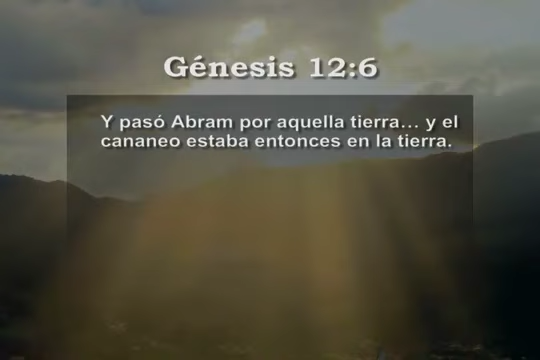 Génesis 12:6
Y pasó Abram por aquella tierra... y el
cananeo estaba entonces en la tierra.